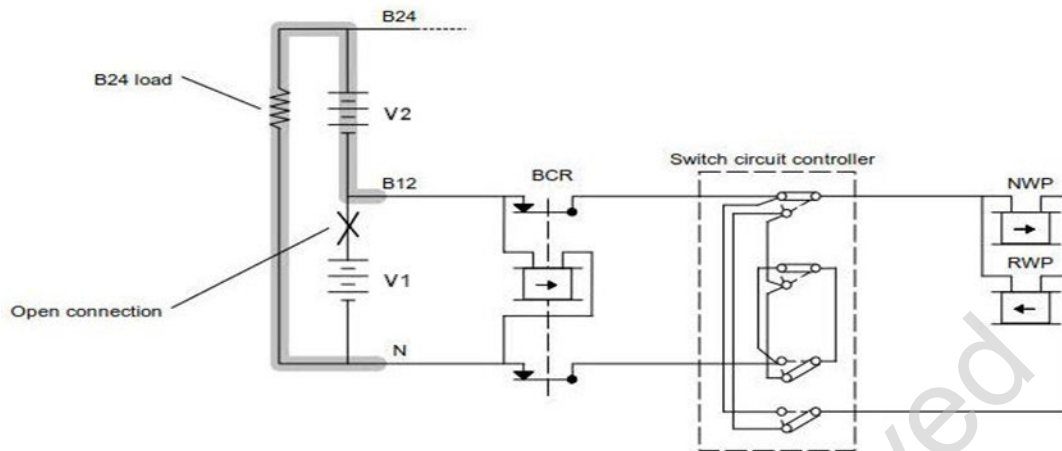 B24
B24 load
V2
Switch circuit controller
B12
BCR
NWP
RWP
Open connection
V1
N